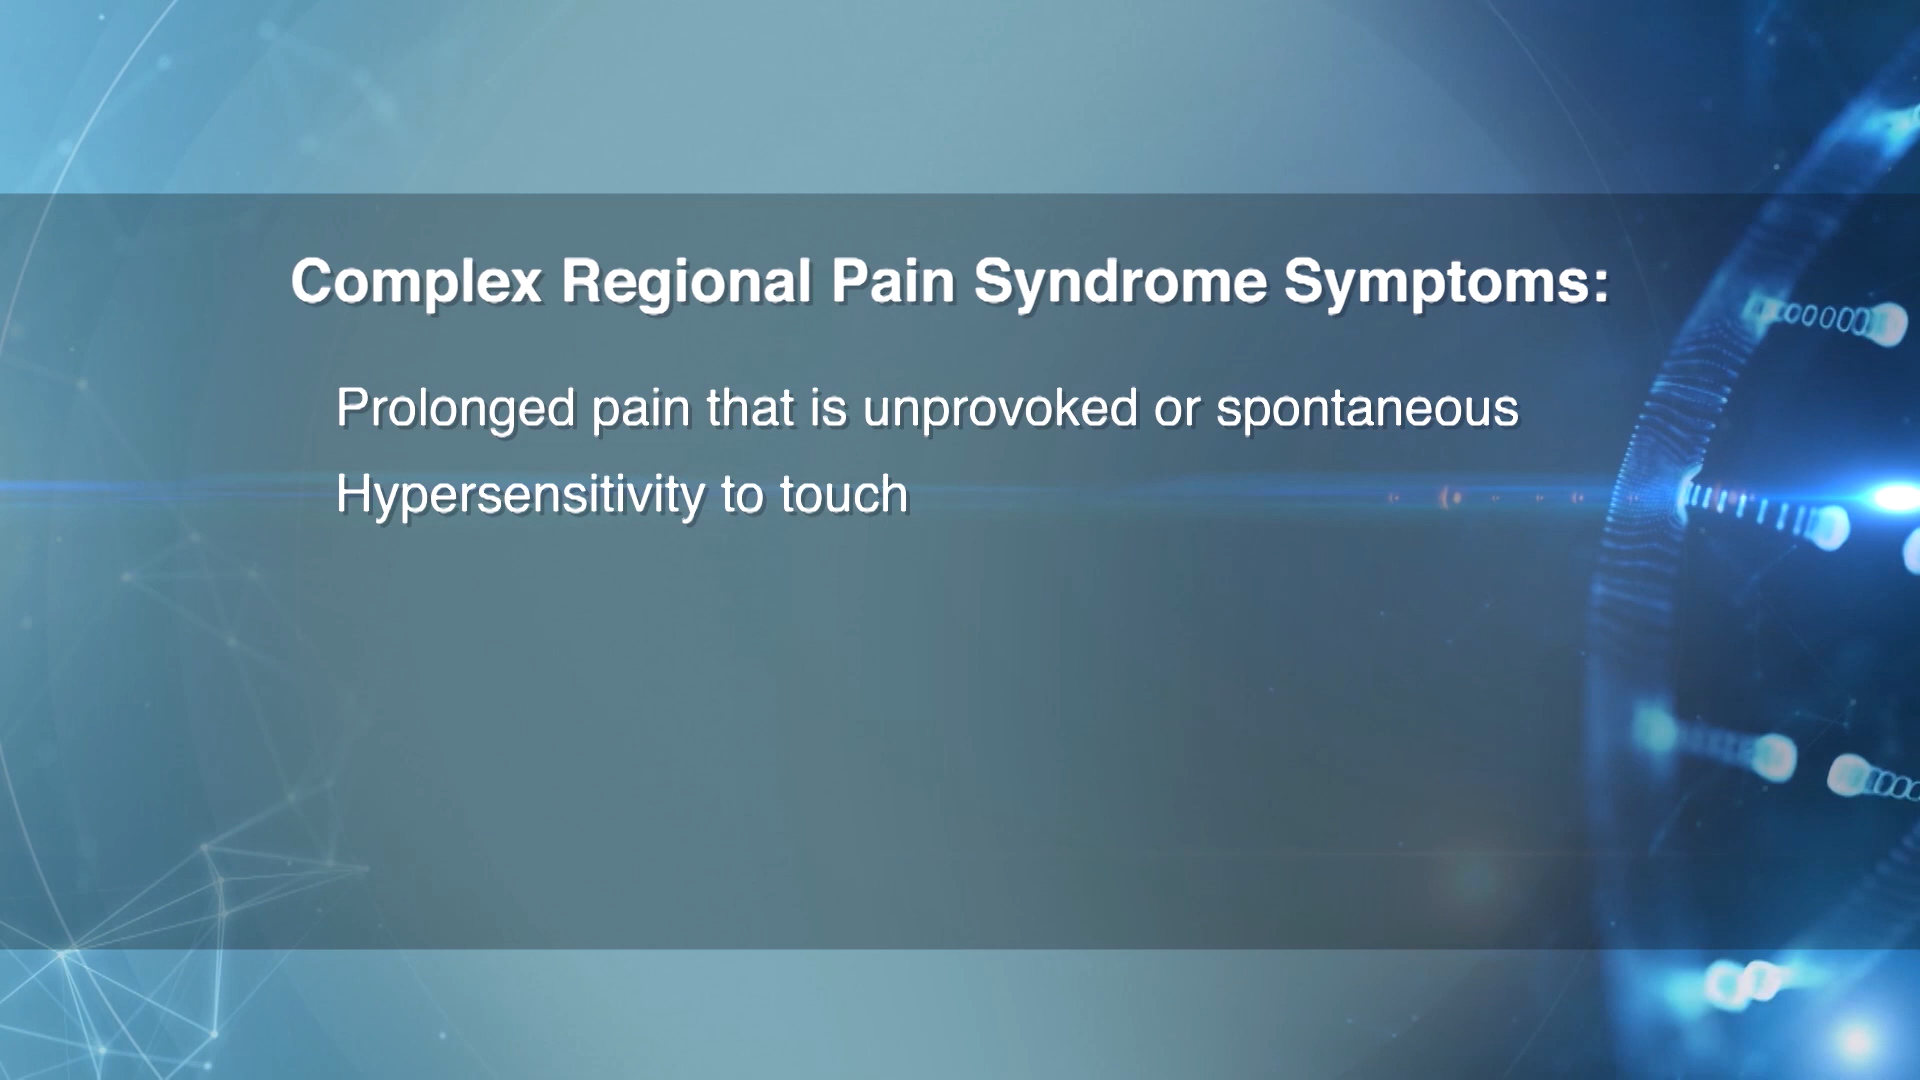 Complex Regional Pain Syndrome Symptoms:
Prolonged pain that is unprovoked or spontaneous
Hypersensitivity to touch